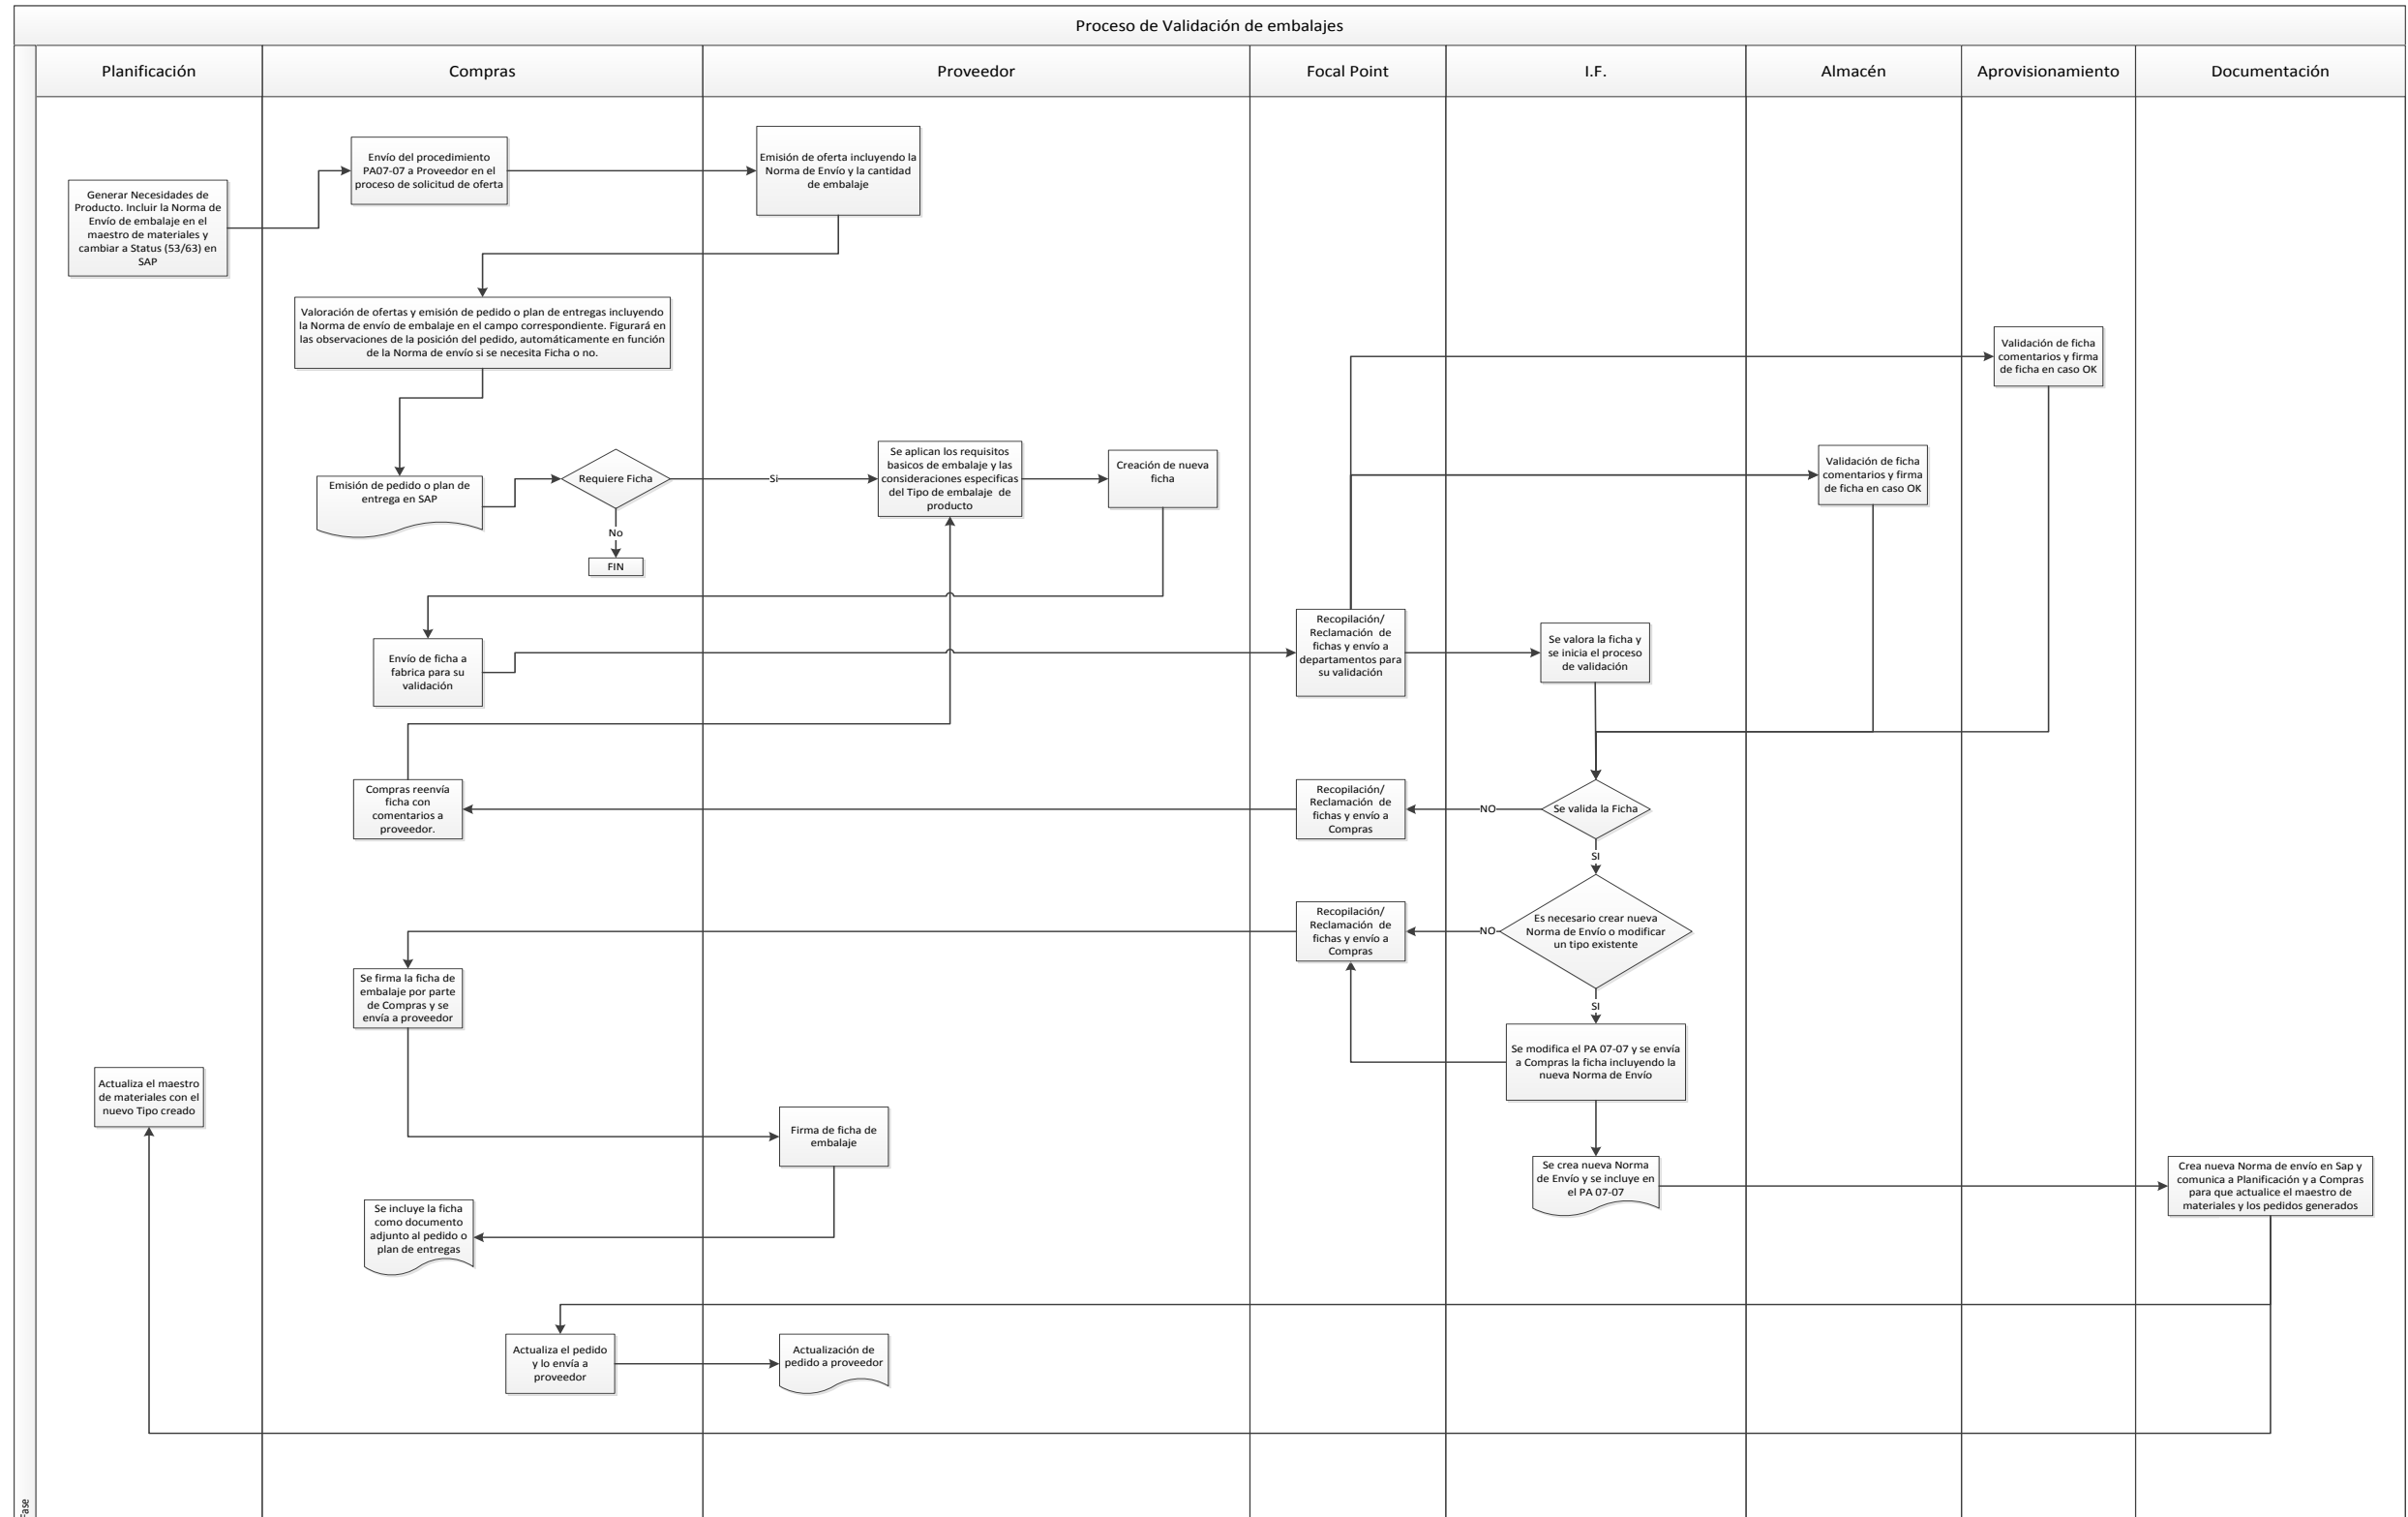 Proceso de Validación de embalajes
Planificación
Compras
Proveedor
Focal Point
I.F.
Almacén
Aprovisionamiento
Documentación
Generar Necesidades de
Producto. Incluir la Norma de
Envío de embalaje en el
maestro de materiales y
cambiar a Status (53/63) en
SAP
Envío del procedimiento
PA07-07 a Proveedor en el
proceso de solicitud de oferta
Emisión de oferta incluyendo la
Norma de Envío y la cantidad
de embalaje
Valoración de ofertas y emisión de pedido o plan de entregas incluyendo
la Norma de envío de embalaje en el campo correspondiente. Figurará en
las observaciones de la posición del pedido, automáticamente en función
de la Norma de envío si se necesita Ficha o no.
Validación de ficha
comentarios y firma
de ficha en caso OK
Emisión de pedido o plan de
entrega en SAP
Requiere Ficha
Si
No
FIN
Se aplican los requisitos
basicos de embalaje y las
consideraciones especificas
del Tipo de embalaje de
producto
Creación de nueva
ficha
Validación de ficha
comentarios y firma
de ficha en caso OK
Envío de ficha a
fabrica para su
validación
Recopilación/
Reclamación de
fichas y envío a
departamentos para
su validación
Se valora la ficha y
se inicia el proceso
de validación
Compras reenvía
ficha con
comentarios a
proveedor.
Recopilación/
Reclamación de
fichas y envío a
Compras
NO
Se valida la Ficha
SI
Recopilación/
Reclamación de
fichas y envío a
Compras
NO
Es necesario crear nueva
Norma de Envío o modificar
un tipo existente
SI
Se firma la ficha de
embalaje por parte
de Compras y se
envía a proveedor
Se modifica el PA 07-07 y se envía
a Compras la ficha incluyendo la
nueva Norma de Envío
Actualiza el maestro
de materiales con el
nuevo Tipo creado
Firma de ficha de
embalaje
Se crea nueva Norma
de Envío y se incluye en
el PA 07-07
Crea nueva Norma de envío en Sap y
comunica a Planificación y a Compras
para que actualice el maestro de
materiales y los pedidos generados
Se incluye la ficha
como documento
adjunto al pedido o
plan de entregas
Actualiza el pedido
y lo envía a
proveedor
Actualización de
pedido a proveedor
Fase